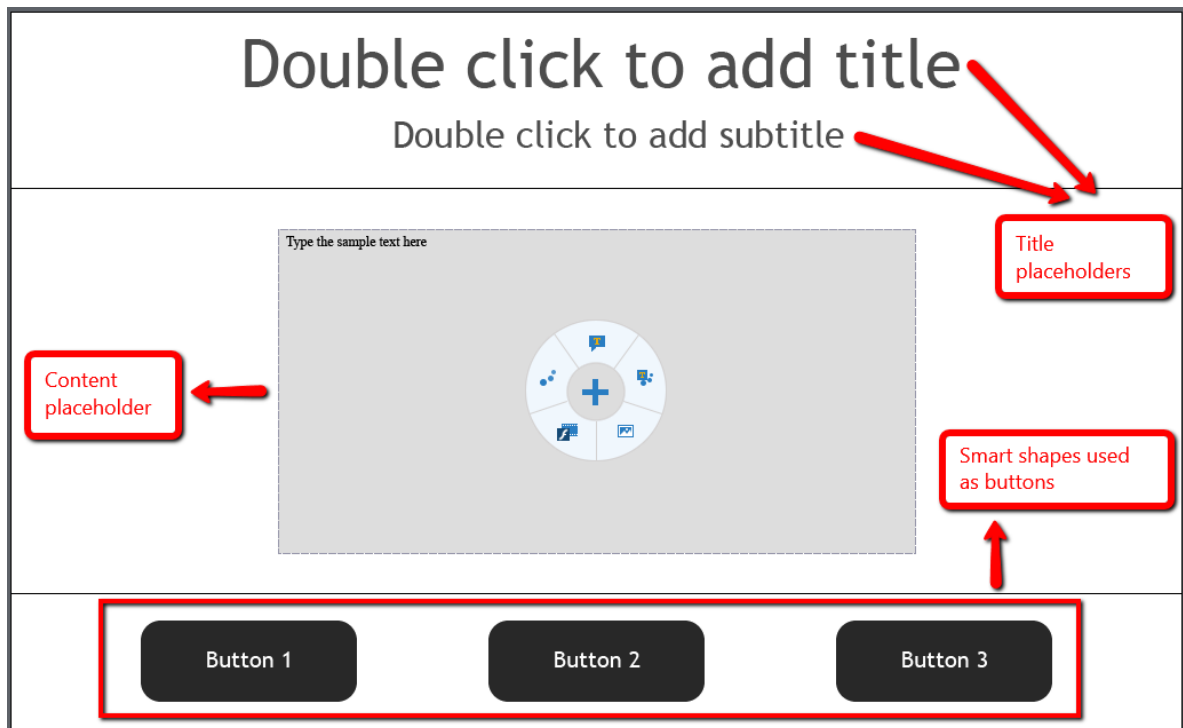 Double click to add title
Double click to add subtitle
Type the sample text here
Title
placeholders
Content
placeholder
Smart shapes used
as buttons
Button 1
Button 2
Button 3